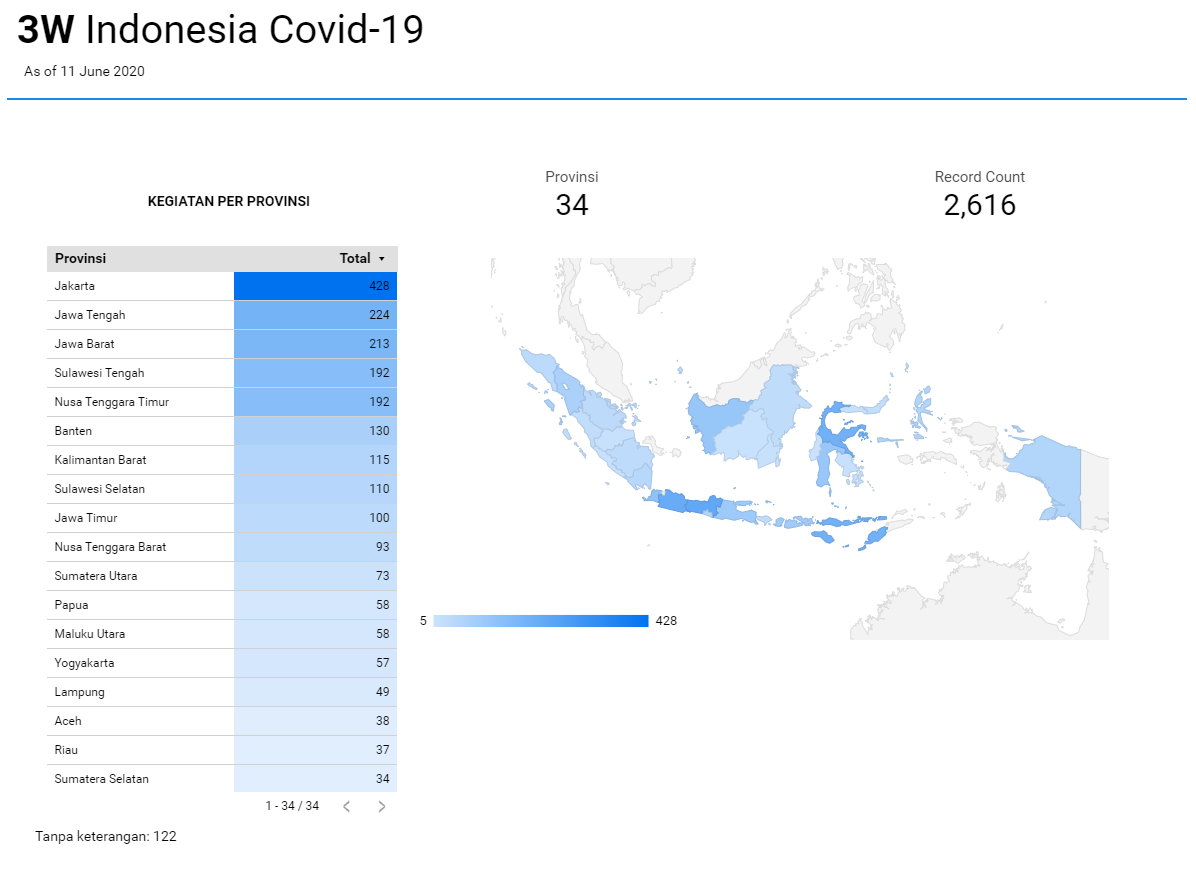 3W Indonesia Covid-19
As of 11 June 2020
KEGIATAN PER PROVINSI
Provinsi
34
Record Count
2,616
Provinsi Total
Jakarta 428
Jawa Tengah 224
Jawa Barat 213
Sulawesi Tengah 192
Nusa Tenggara Timur 192
Banten 130
Kalimantan Barat 115
Sulawesi Selatan 110
Jawa Timur 100
Nusa Tenggara Barat 93
Sumatera Utara 73
Papua 58
Maluku Utara 58
Yogyakarta 57
Lampung 49
Aceh 38
Riau 37
Sumatera Selatan 34
1 - 34 / 34
5 428
Tanpa keterangan: 122